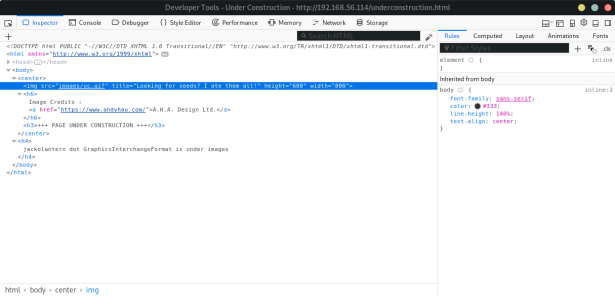 Developer Tools - Under Construction - http://192.168.56.114/underconstruction.html
Inspector Console Debugger Style Editor Performance Memory Network Storage
Search HTML
Rules Computed Layout Animations Fonts
<!DOCTYPE html PUBLIC "-//W3C//DTD XHTML 1.0 Transitional//EN" "http://www.w3.org/TR/xhtml1/DTD/xhtml1-transitional.dtd">
<html xmlns="http://www.w3.org/1999/xhtml">
<head></head>
<body>
<center>
<img src="images/uc.gif" title="Looking for seeds? I ate them all!" height="600" width="800">
<h6>
Image Credits :
<a href="https://www.andyhau.com/">A.H.A. Design Ltd.</a>
</h6>
<h3>+++ PAGE UNDER CONSTRUCTION +++</h3>
</center>
<h4>
jackolantern dot GraphicsInterchangeFormat is under images
</h4>
</body>
</html>
html > body > center > img
Filter Styles
.cls
element { inline
}
Inherited from body
body { inline:2
font-family: sans-serif;
color: #333;
line-height: 140%;
text-align: center;
}